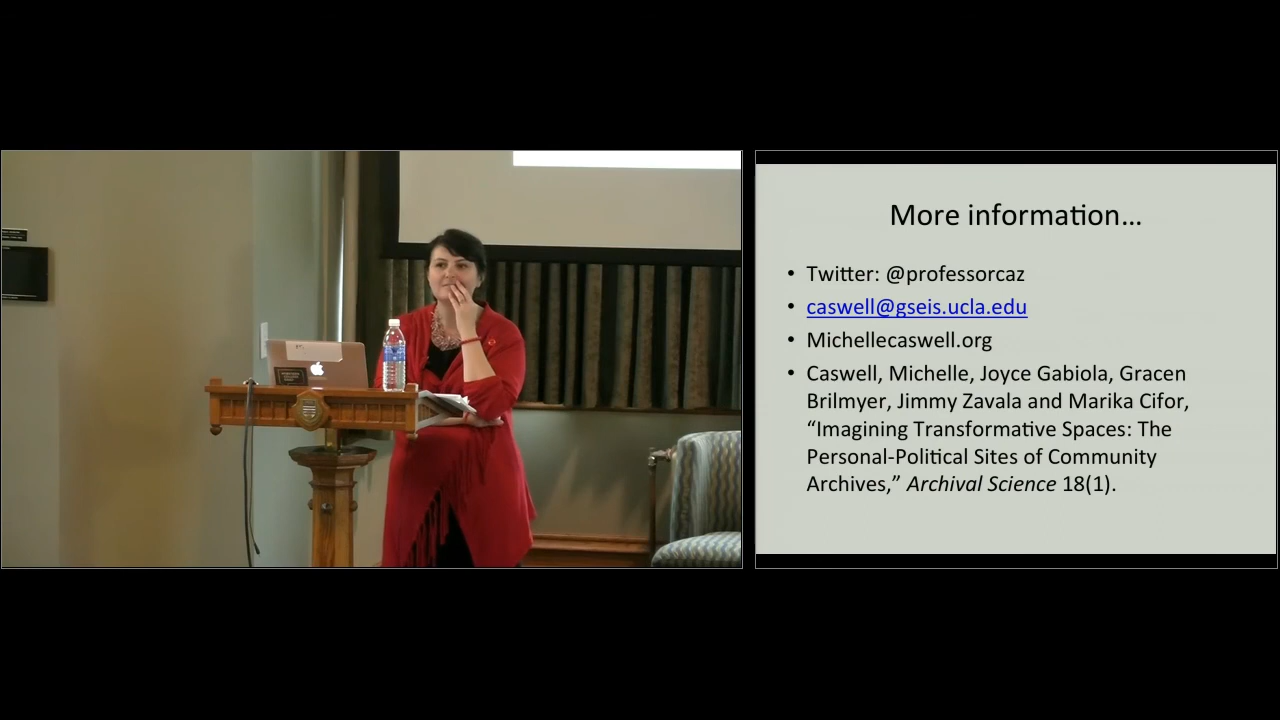 More information…
• Twitter: @professorcaz
• caswell@gseis.ucla.edu
• Michellecaswell.org
• Caswell, Michelle, Joyce Gabiola, Gracen
Brilmyer, Jimmy Zavala and Marika Cifor,
“Imagining Transformative Spaces: The
Personal-Political Sites of Community
Archives,” Archival Science 18(1).